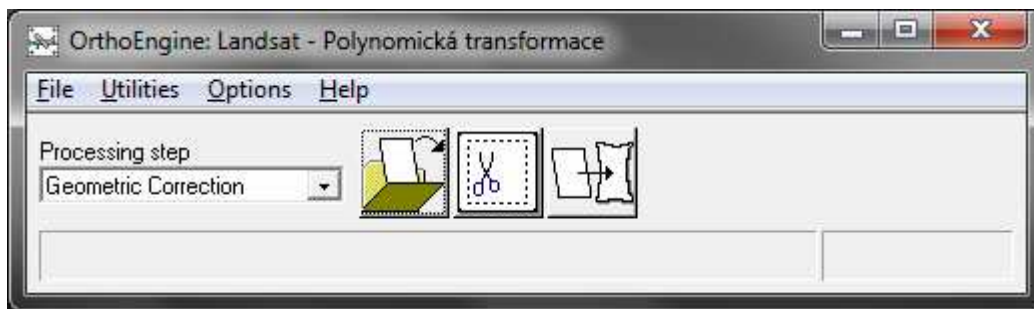 OrthoEngine: Landsat - Polynomická transformace
File Utilities Options Help
Processing step
Geometric Correction